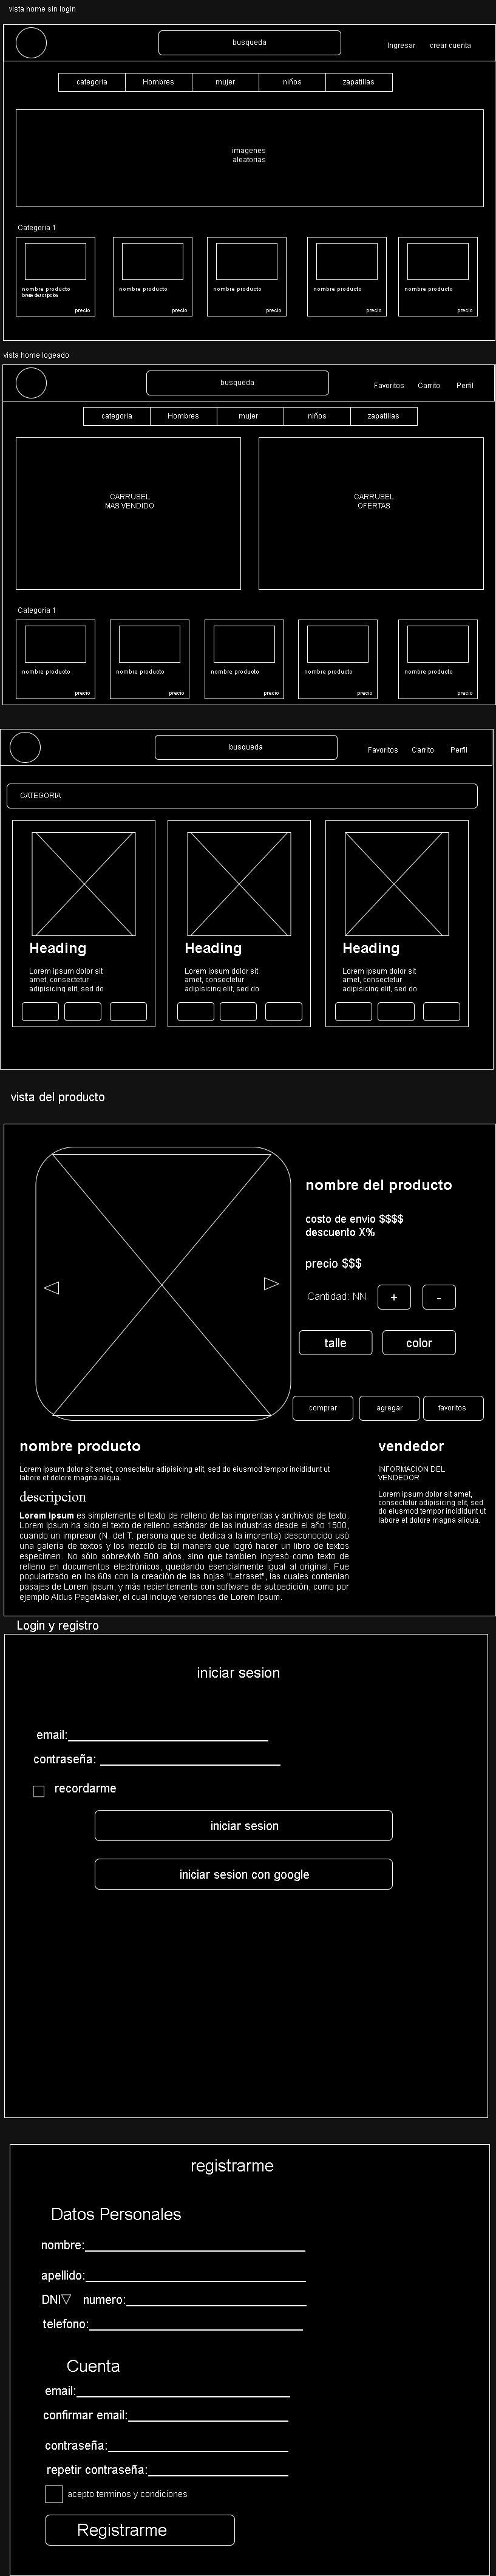 vista home sin login
busqueda
Ingresar crear cuenta
categoria Hombres mujer niños zapatillas
imagenes
aleatorias
Categoria 1
nombre producto nombre producto nombre producto nombre producto nombre producto
breve descripcion
precio precio precio precio precio
vista home logeado
busqueda
Favoritos Carrito Perfil
categoria Hombres mujer niños zapatillas
CARRUSEL
MAS VENDIDO
CARRUSEL
OFERTAS
Categoria 1
nombre producto nombre producto nombre producto nombre producto nombre producto
precio precio precio precio precio
busqueda
Favoritos Carrito Perfil
CATEGORIA
Heading
Lorem ipsum dolor sit
amet, consectetur
adipisicing elit, sed do
Heading
Lorem ipsum dolor sit
amet, consectetur
adipisicing elit, sed do
Heading
Lorem ipsum dolor sit
amet, consectetur
adipisicing elit, sed do
vista del producto
nombre del producto
costo de envio $$$$
descuento X%
precio $$$
Cantidad: NN + -
talle color
comprar agregar favoritos
nombre producto
Lorem ipsum dolor sit amet, consectetur adipisicing elit, sed do eiusmod tempor incididunt ut
labore et dolore magna aliqua.
descripcion
Lorem Ipsum es simplemente el texto de relleno de las imprentas y archivos de texto.
Lorem Ipsum ha sido el texto de relleno estándar de las industrias desde el año 1500,
cuando un impresor (N. del T. persona que se dedica a la imprenta) desconocido usó
una galería de textos y los mezcló de tal manera que logró hacer un libro de textos
especimen. No sólo sobrevivió 500 años, sino que tambien ingresó como texto de
relleno en documentos electrónicos, quedando esencialmente igual al original. Fue
popularizado en los 60s con la creación de las hojas "Letraset", las cuales contenian
pasajes de Lorem Ipsum, y más recientemente con software de autoedición, como por
ejemplo Aldus PageMaker, el cual incluye versiones de Lorem Ipsum.
vendedor
INFORMACION DEL
VENDEDOR
Lorem ipsum dolor sit amet,
consectetur adipisicing elit, sed
do eiusmod tempor incididunt ut
labore et dolore magna aliqua.
Login y registro
iniciar sesion
email:
contraseña:
recordarme
iniciar sesion
iniciar sesion con google
registrarme
Datos Personales
nombre:
apellido:
DNI numero:
telefono:
Cuenta
email:
confirmar email:
contraseña:
repetir contraseña:
acepto terminos y condiciones
Registrarme